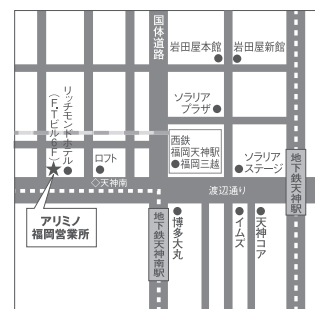 国体道路
岩田屋本館
岩田屋新館
ソラリア
プラザ
リッチモンドホテル
（F.Tビル6F）
ロフト
西鉄
福岡天神駅
福岡三越
ソラリア
ステージ
地下鉄天神駅
◇天神南
渡辺通り
アリミノ
福岡営業所
地下鉄天神南駅
博多大丸
イムズ
天神コア